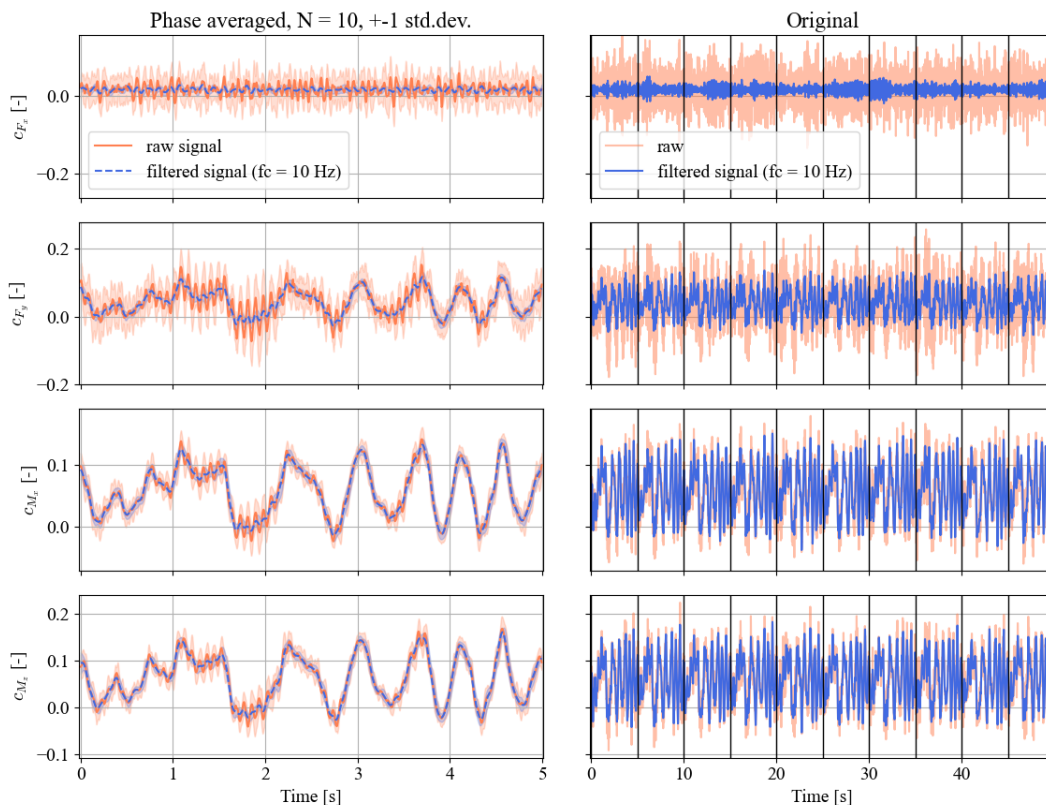 Phase averaged, N = 10, +-1 std.dev.
Original
c_{F_x} [-]
0.0
−0.2
raw signal
filtered signal (fc = 10 Hz)
raw
filtered signal (fc = 10 Hz)
c_{F_y} [-]
0.2
0.0
−0.2
c_{M_x} [-]
0.1
0.0
c_{M_z} [-]
0.2
0.1
0.0
−0.1
0 1 2 3 4 5
0 10 20 30 40
Time [s]
Time [s]